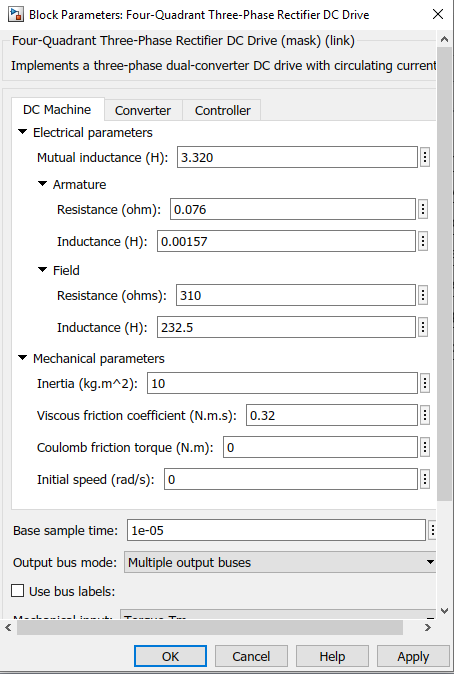 Block Parameters: Four-Quadrant Three-Phase Rectifier DC Drive
Four-Quadrant Three-Phase Rectifier DC Drive (mask) (link)
Implements a three-phase dual-converter DC drive with circulating current
DC Machine Converter Controller
Electrical parameters
Mutual inductance (H): 3.320
Armature
Resistance (ohm): 0.076
Inductance (H): 0.00157
Field
Resistance (ohms): 310
Inductance (H): 232.5
Mechanical parameters
Inertia (kg.m^2): 10
Viscous friction coefficient (N.m.s): 0.32
Coulomb friction torque (N.m): 0
Initial speed (rad/s): 0
Base sample time: 1e-05
Output bus mode: Multiple output buses
Use bus labels:
Mechanical input: Torque Tm
OK Cancel Help Apply